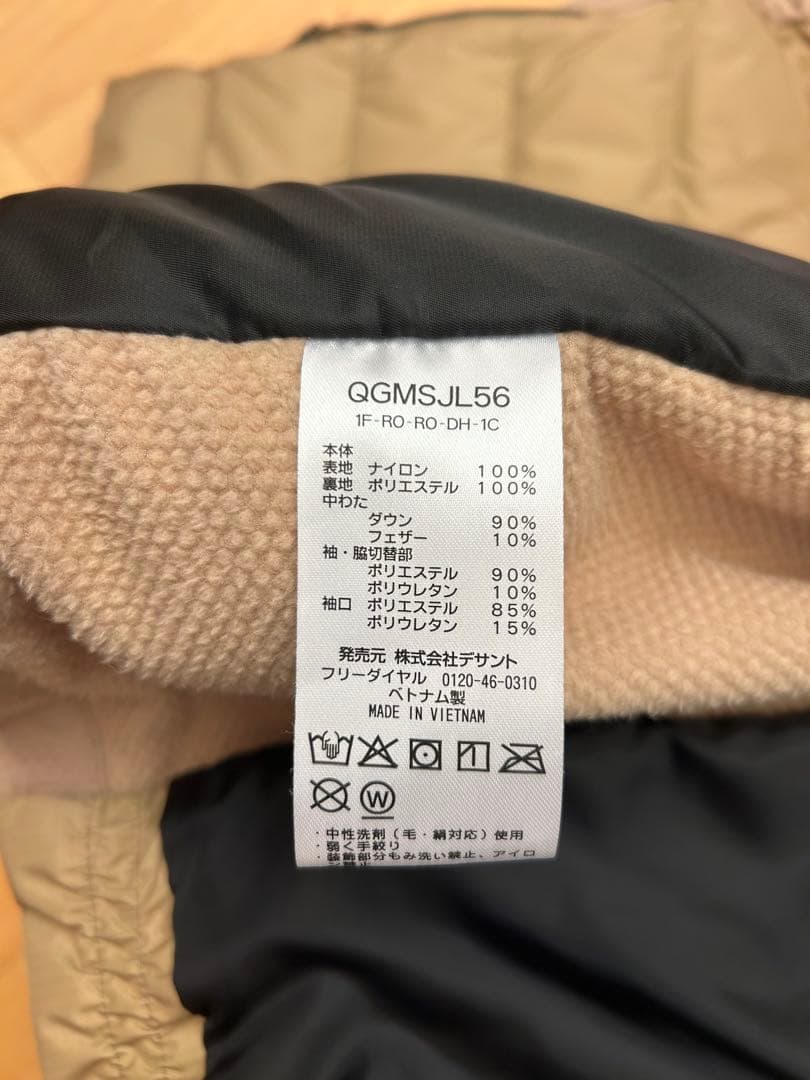 QGMSJL56
1F-RO-RO-DH-1C
本体
表地 ナイロン 100%
裏地 ポリエステル 100%
中わた
ダウン 90%
フェザー 10%
袖・脇切替部
ポリエステル 90%
ポリウレタン 10%
袖口 ポリエステル 85%
ポリウレタン 15%
発売元 株式会社デサント
フリーダイヤル 0120-46-0310
ベトナム製
MADE IN VIETNAM
W
・中性洗剤(毛・絹対応)使用
・弱く手絞り
・装飾部分もみ洗い禁止、アイロ
ン禁止